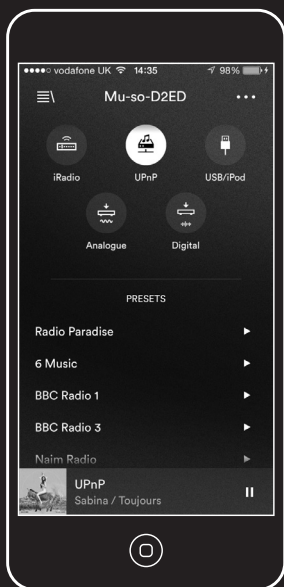 vodafone UK 14:35 98%
Mu-so-D2ED
iRadio UPnP USB/iPod
Analogue Digital
PRESETS
Radio Paradise
6 Music
BBC Radio 1
BBC Radio 3
Naim Radio
UPnP
Sabina / Toujours